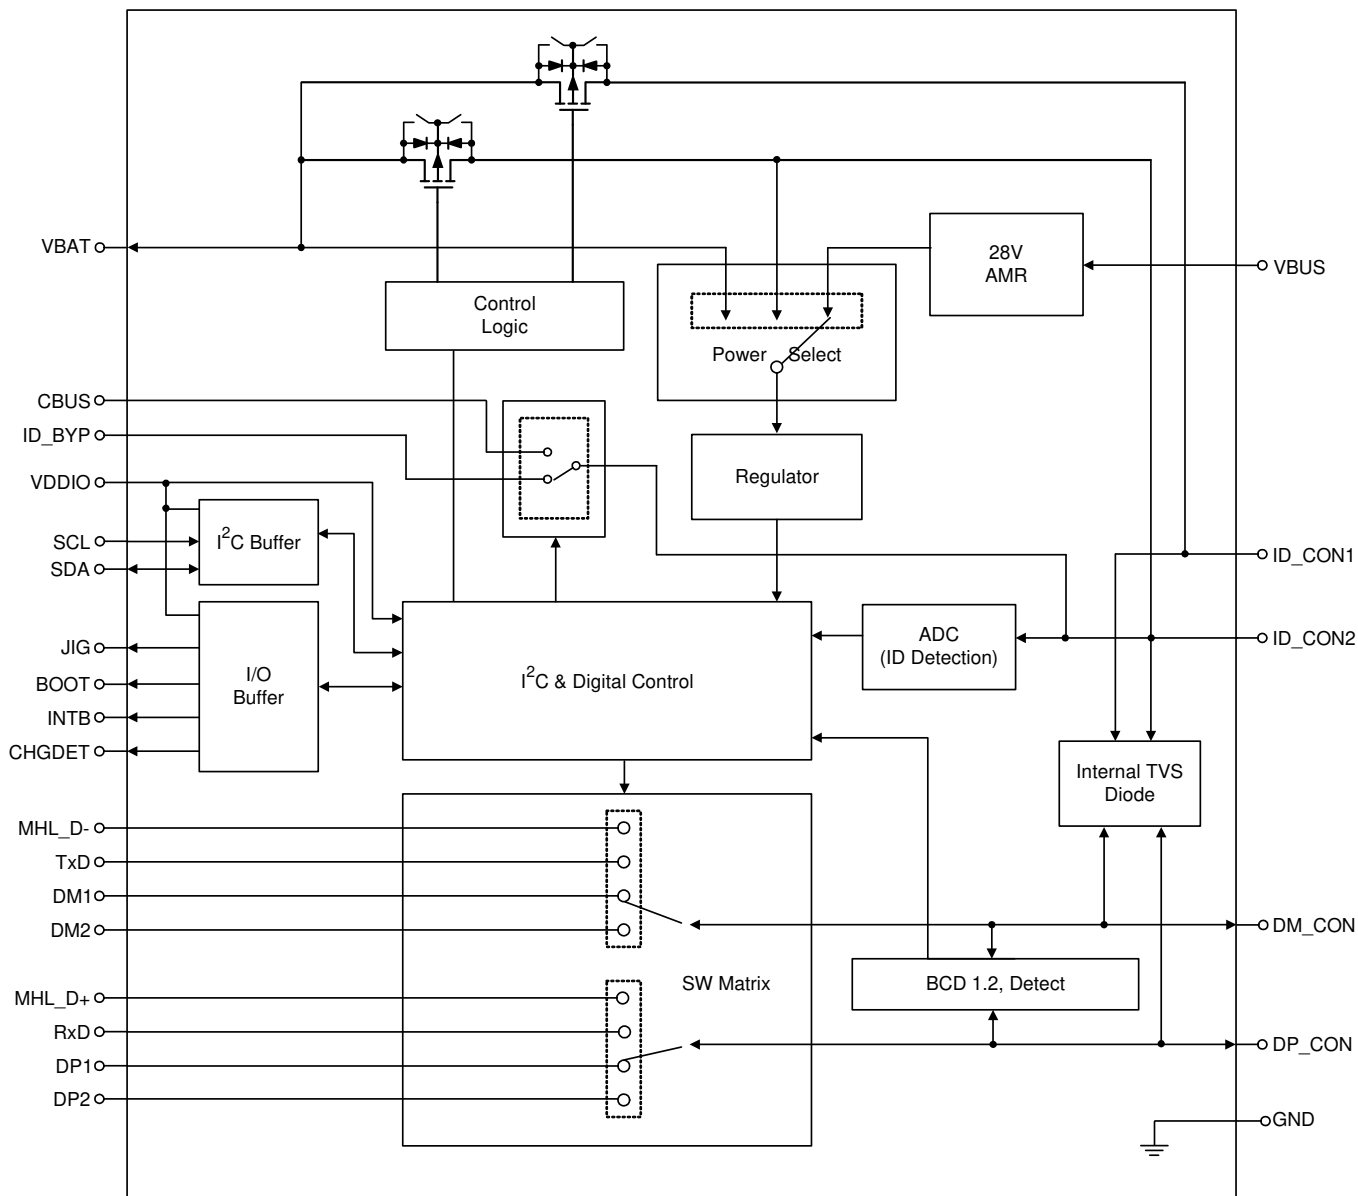 VBAT
28V
AMR
VBUS
Control
Logic
Power Select
CBUS
ID_BYP
VDDIO
Regulator
I²C Buffer
SCL
SDA
ID_CON1
JIG
BOOT
INTB
CHGDET
I/O
Buffer
I²C & Digital Control
ADC
(ID Detection)
ID_CON2
Internal TVS
Diode
MHL_D-
TxD
DM1
DM2
DM_CON
SW Matrix
BCD 1.2, Detect
MHL_D+
RxD
DP1
DP2
DP_CON
GND